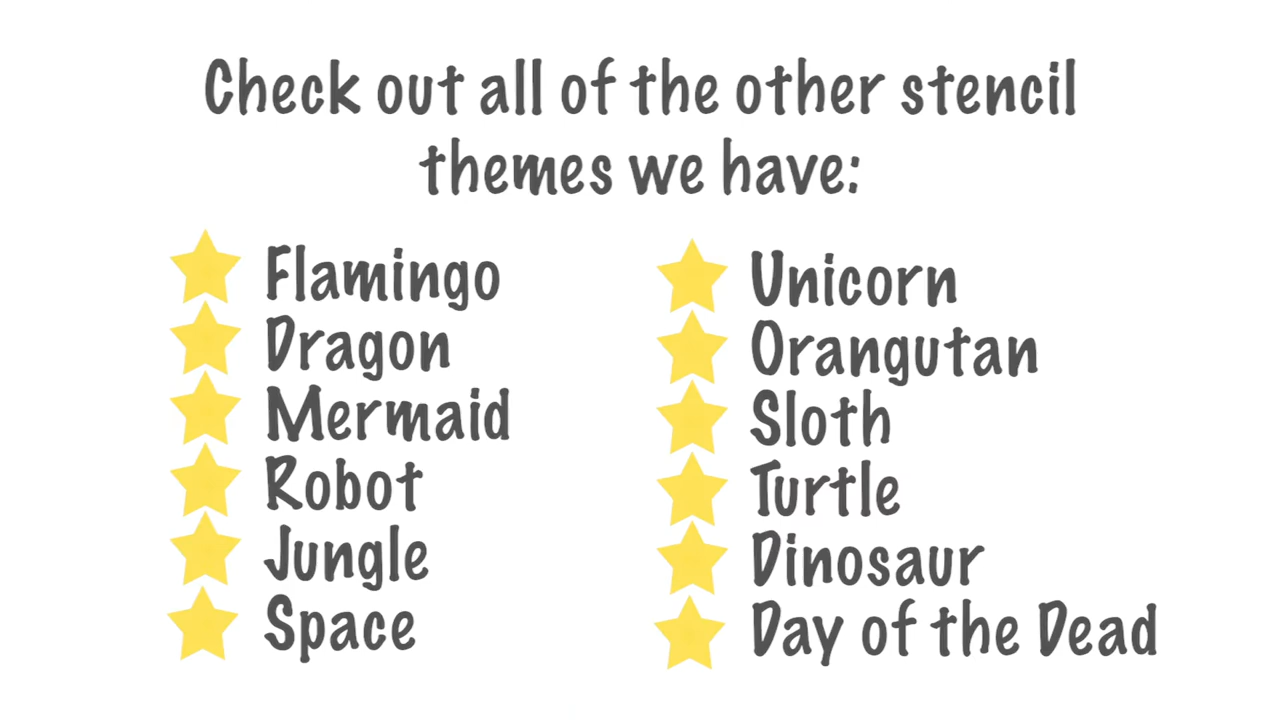 Check out all of the other stencil
themes we have:
Flamingo
Dragon
Mermaid
Robot
Jungle
Space
Unicorn
Orangutan
Sloth
Turtle
Dinosaur
Day of the Dead